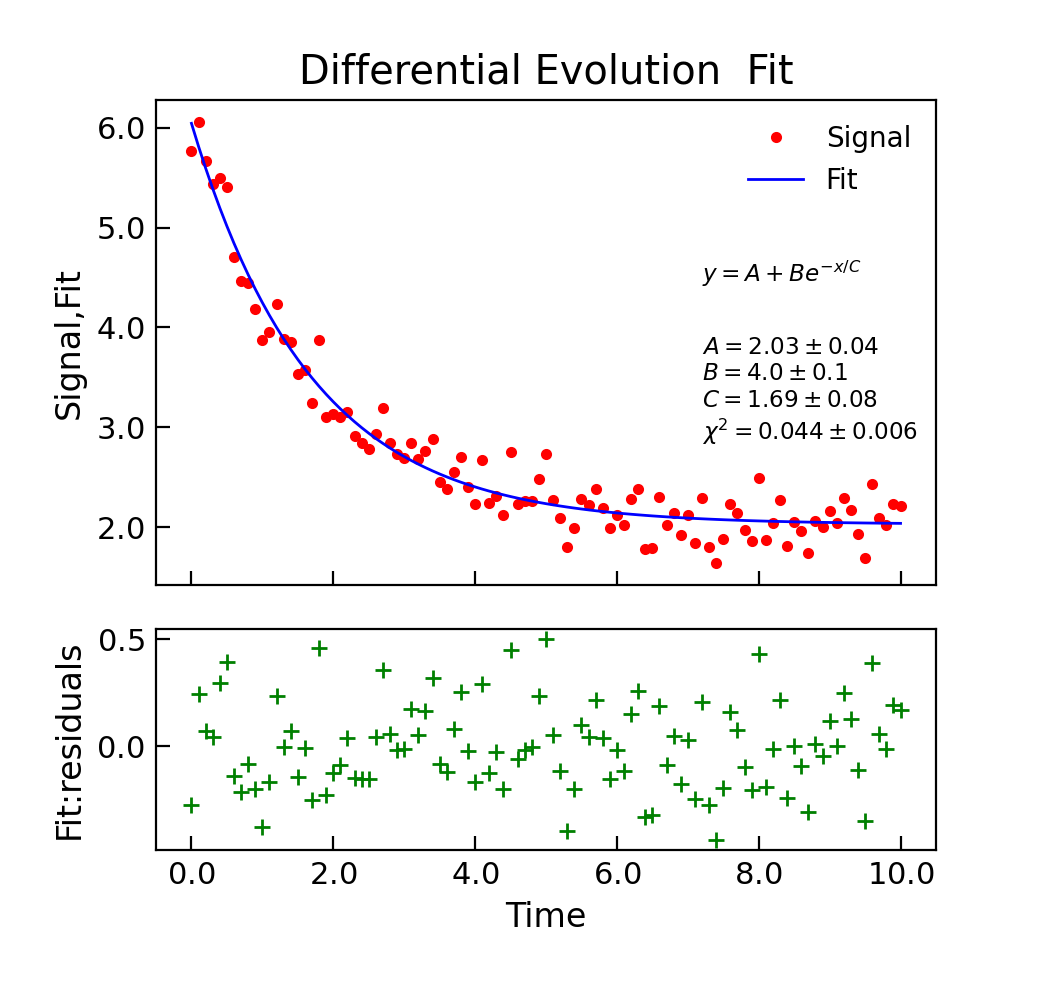 Differential Evolution  Fit
6.0
5.0
4.0
3.0
2.0
Signal,Fit
Signal
Fit
y = A + Be^{−x/C}
A = 2.03 ± 0.04
B = 4.0 ± 0.1
C = 1.69 ± 0.08
χ² = 0.044 ± 0.006
0.5
0.0
Fit:residuals
0.0 2.0 4.0 6.0 8.0 10.0
Time